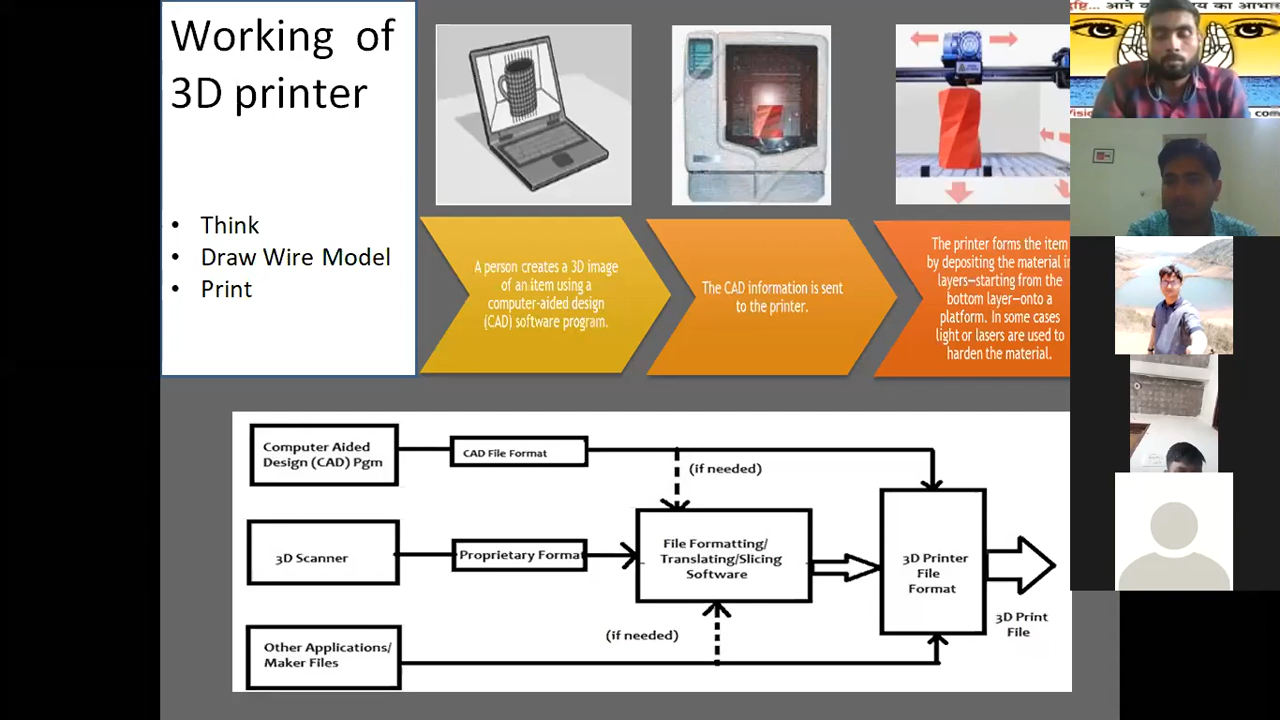 Working of
3D printer
• Think
• Draw Wire Model
• Print
A person creates a 3D image
of an item using a
computer-aided design
(CAD) software program.
The CAD information is sent
to the printer.
The printer forms the item
by depositing the material in
layers—starting from the
bottom layer—onto a
platform. In some cases
light or lasers are used to
harden the material.
Computer Aided
Design (CAD) Pgm
CAD File Format
(if needed)
3D Scanner
Proprietary Format
File Formatting/
Translating/Slicing
Software
3D Printer
File
Format
3D Print
File
(if needed)
Other Applications/
Maker Files
आने
का आभास
com